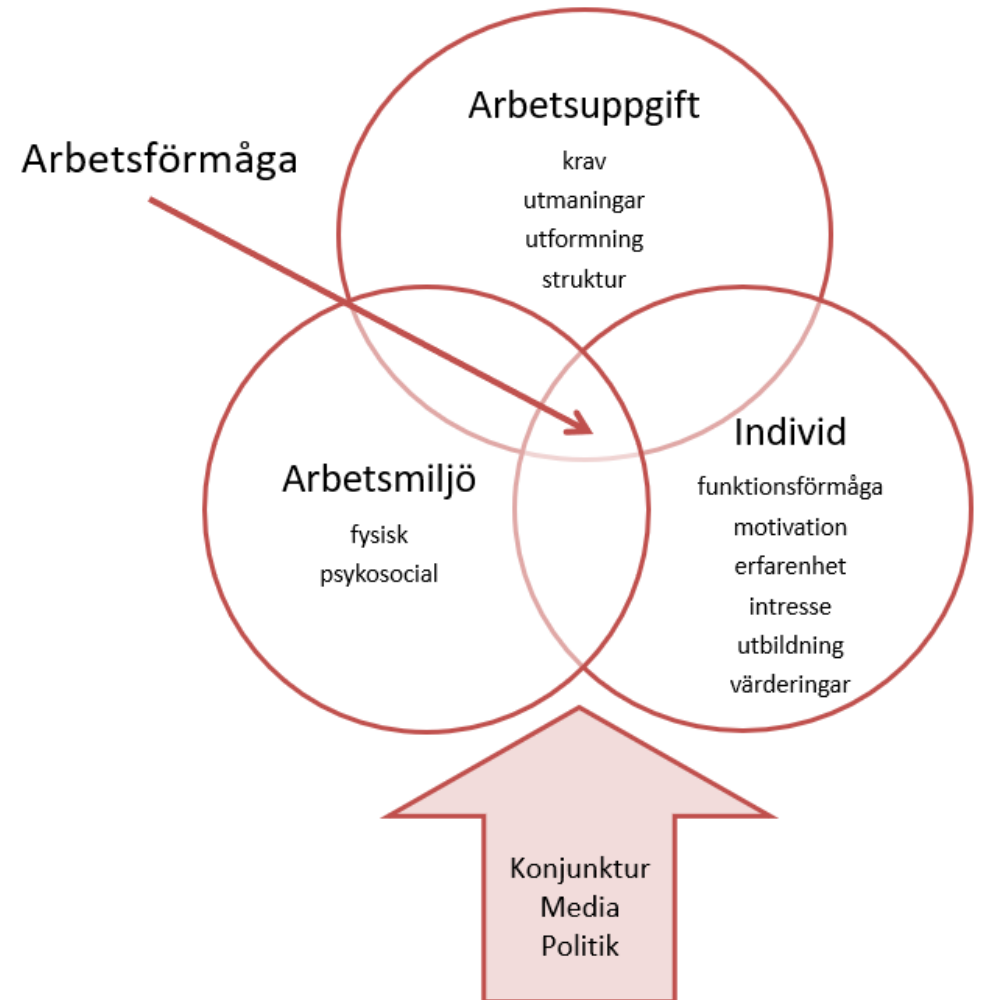 Arbetsförmåga
Arbetsuppgift
krav
utmaningar
utformning
struktur
Arbetsmiljö
fysisk
psykosocial
Individ
funktionsförmåga
motivation
erfarenhet
intresse
utbildning
värderingar
Konjunktur
Media
Politik